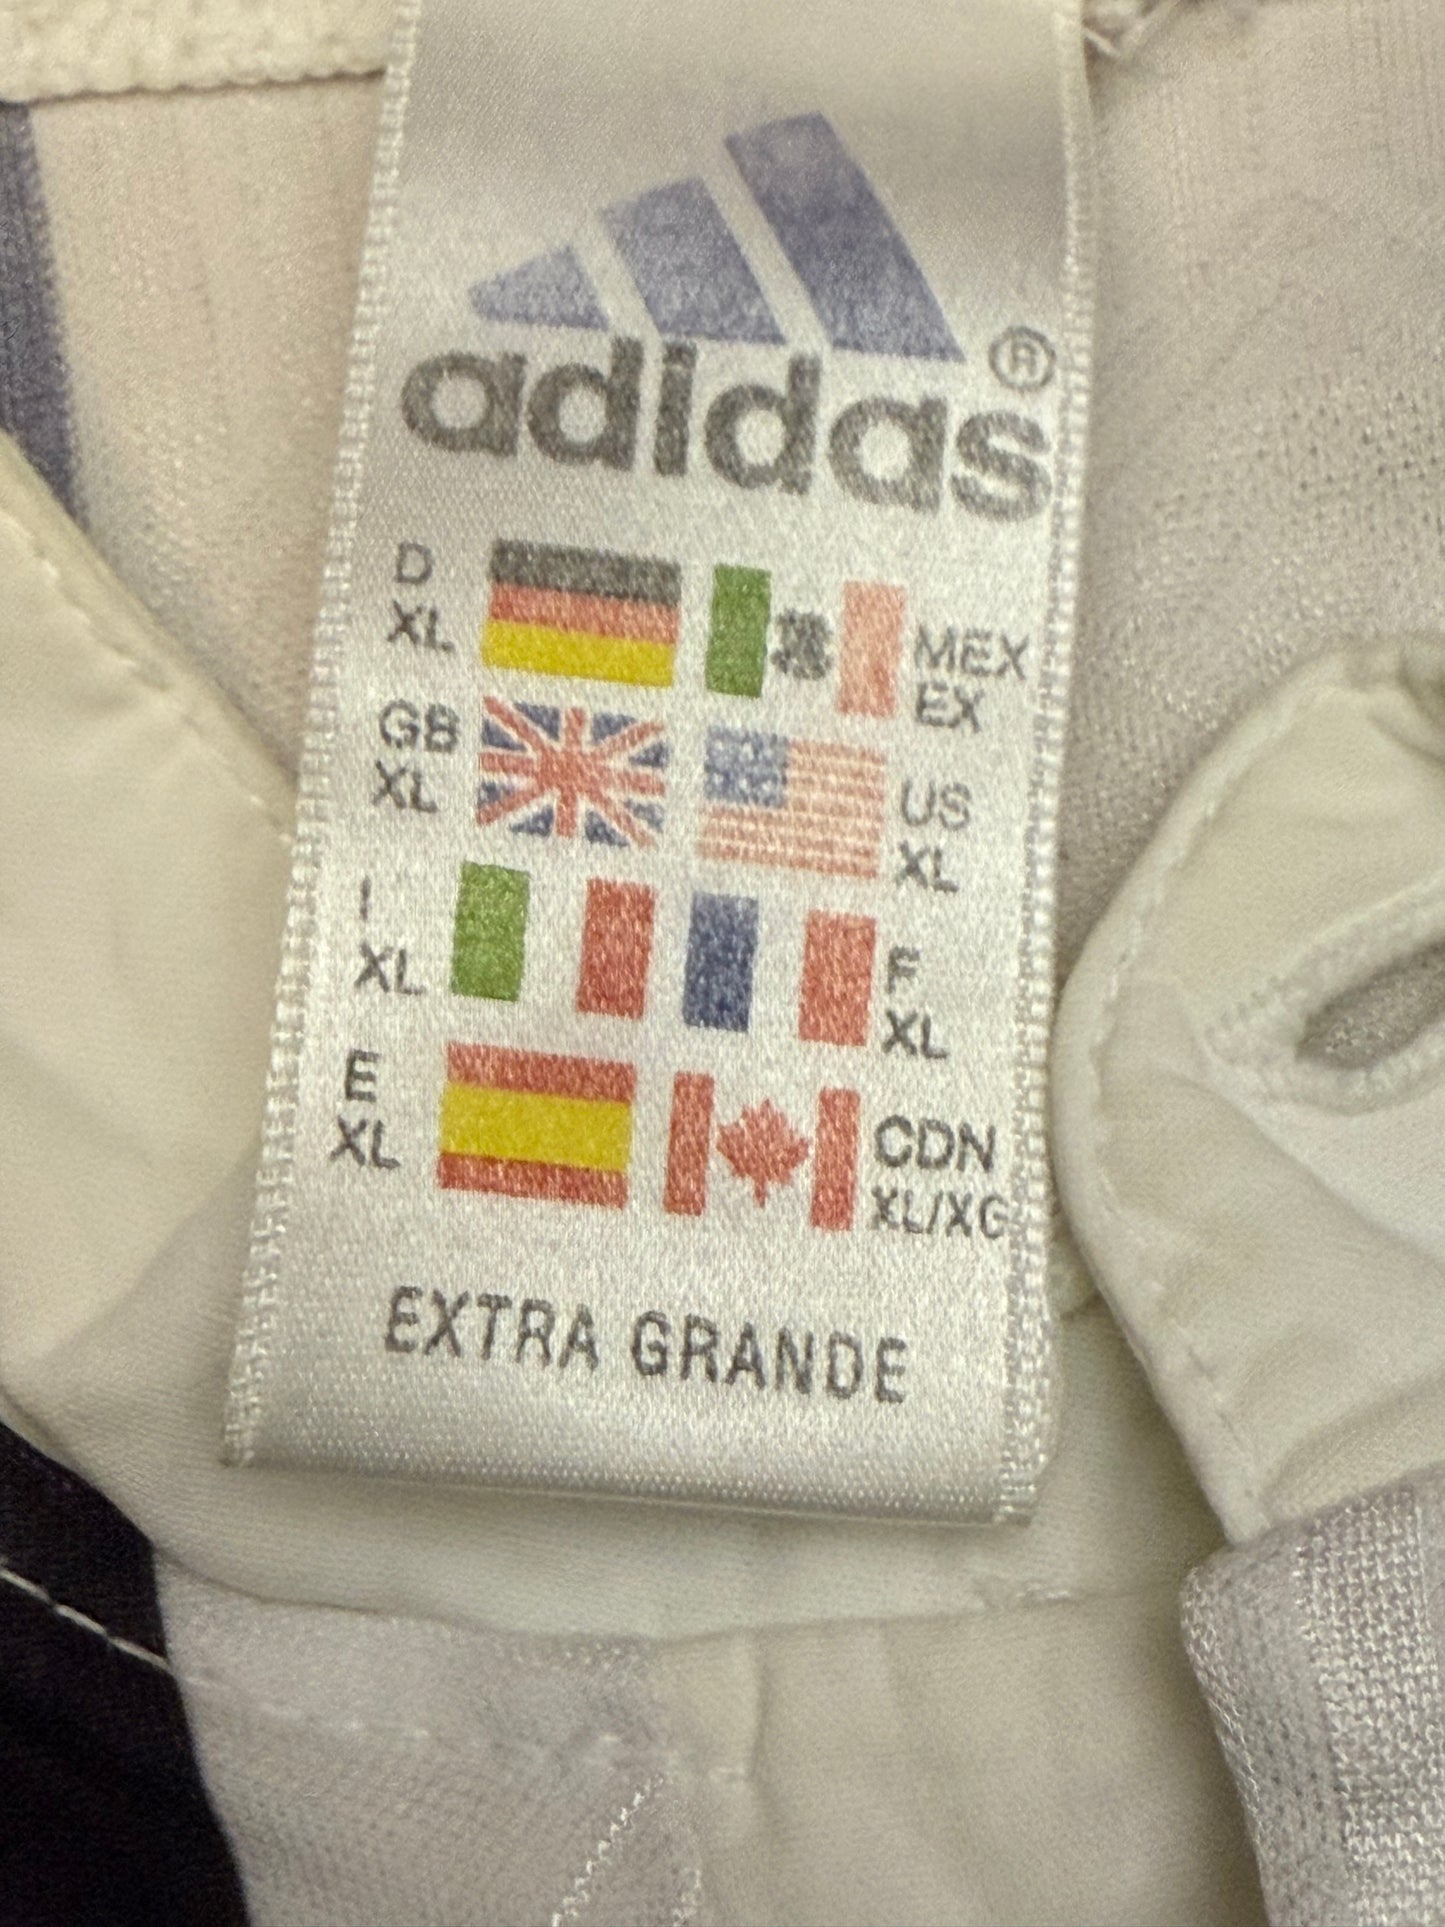 adidas®
D
XL
MEX
EX
GB
XL
US
XL
I
XL
F
XL
E
XL
CDN
XL/XG
EXTRA GRANDE